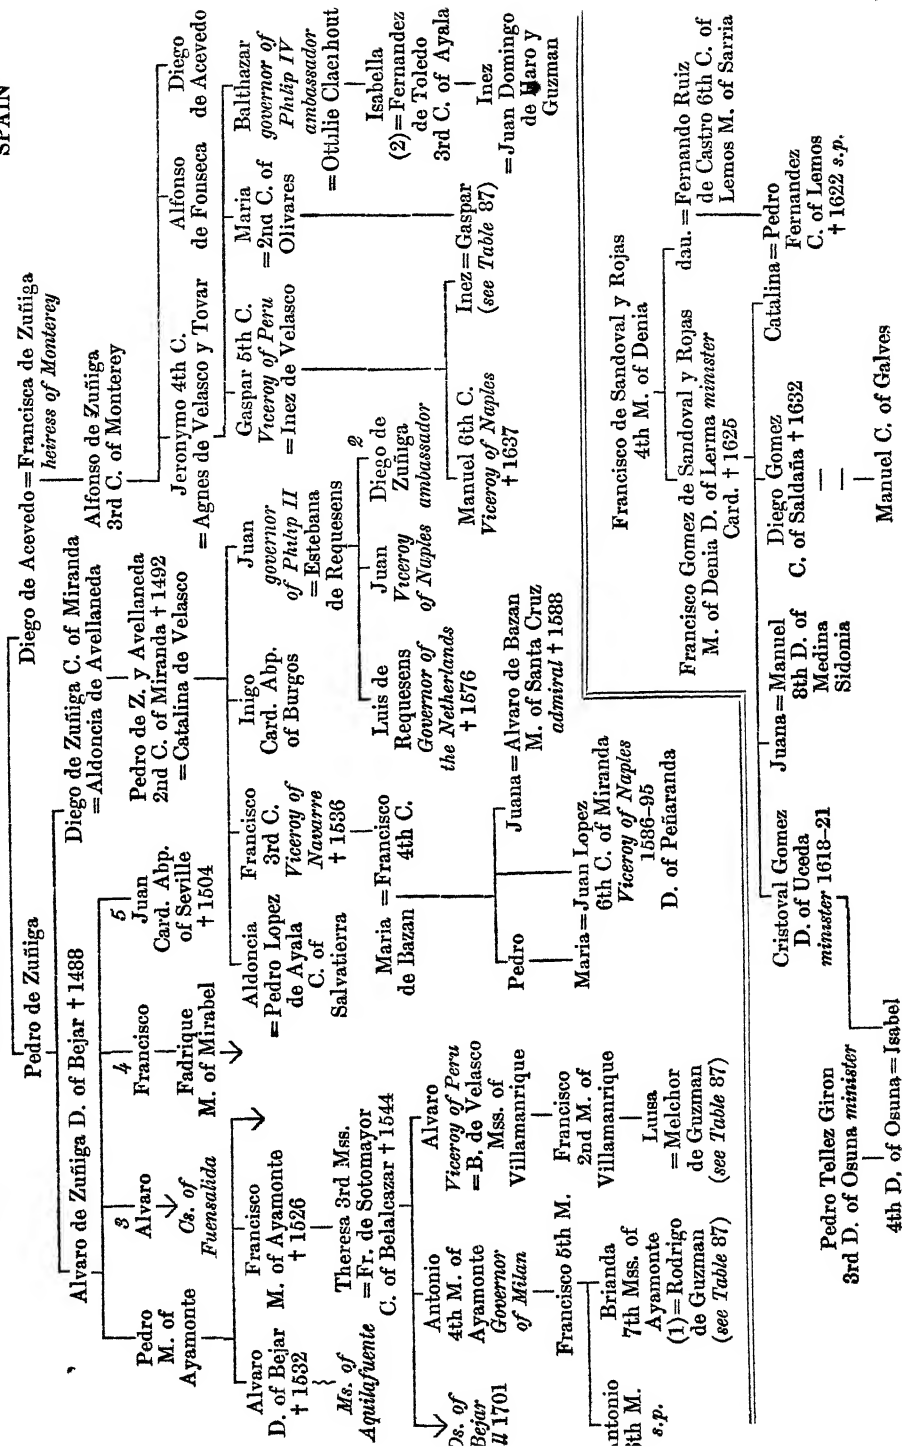 SPAIN
Diego de Acevedo=Francisca de Zuñiga
heiress of Monterey
Pedro de Zuñiga
Alfonso de Zuñiga
3rd C. of Monterey
Alvaro de Zuñiga D. of Bejar †1488
Diego de Zuñiga C. of Miranda
=Aldoncia de Avellaneda
Jeronymo 4th C.
=Agnes de Velasco y Tovar
Alfonso
de Fonseca
Diego
de Acevedo
Pedro
M. of
Ayamonte
3
Alvaro
Cs. of
Fuensalida
4
Francisco
Fadrique
M. of Mirabel
5
Juan
Card. Abp.
of Seville
†1504
Pedro de Z. y Avellaneda
2nd C. of Miranda †1492
=Catalina de Velasco
Gaspar 5th C.
Viceroy of Peru
=Inez de Velasco
Maria
=2nd C. of
Olivares
Balthazar
governor of
Philip IV
ambassador
=Ottilie Claerhout
Isabella
(2)=Fernandez
de Toledo
3rd C. of Ayala
Inez
=Juan Domingo
de Haro y
Guzman
Alvaro
D. of Bejar
†1532
Ms. of
Aquilafuente
Francisco
M. of Ayamonte
†1526
Theresa 3rd Mss.
=Fr. de Sotomayor
C. of Belalcazar †1544
Aldoncia
=Pedro Lopez
de Ayala
C. of
Salvatierra
Francisco
3rd C.
Viceroy of
Navarre
†1536
Inigo
Card. Abp.
of Burgos
Juan
governor
of Philip II
=Estebana
de Requesens
Maria =Francisco
de Bazan 4th C.
Luis de
Requesens
Governor of
the Netherlands
†1576
Juan
Viceroy
of Naples
2
Diego de
Zuñiga
ambassador
Manuel 6th C.
Viceroy of Naples
†1637
Inez=Gaspar
(see Table 87)
Pedro
Maria=Juan Lopez
6th C. of Miranda
Viceroy of Naples
1586–95
D. of Peñaranda
Juana=Alvaro de Bazan
M. of Santa Cruz
admiral †1588
Ds. of
Bejar
1701
Antonio
4th M. of
Ayamonte
Governor
of Milan
Alvaro
Viceroy of Peru
=B. de Velasco
Mss. of
Villamanrique
Francisco 5th M.
Francisco
2nd M. of
Villamanrique
Antonio
6th M.
s.p.
Brianda
7th Mss. of
Ayamonte
(1)=Rodrigo
de Guzman
(see Table 87)
Luisa
=Melchor
de Guzman
(see Table 87)
Francisco de Sandoval y Rojas
4th M. of Denia
Francisco Gomez de Sandoval y Rojas
M. of Denia D. of Lerma minister
Card. †1625
dau.=Fernando Ruiz
de Castro 6th C. of
Lemos M. of Sarria
Cristoval Gomez
D. of Uceda
minister 1618–21
Juana=Manuel
8th D. of
Medina
Sidonia
Diego Gomez
C. of Saldaña †1632
—
—
Manuel C. of Galves
Catalina=Pedro
Fernandez
C. of Lemos
†1622 s.p.
Pedro Tellez Giron
3rd D. of Osuna minister
4th D. of Osuna=Isabel